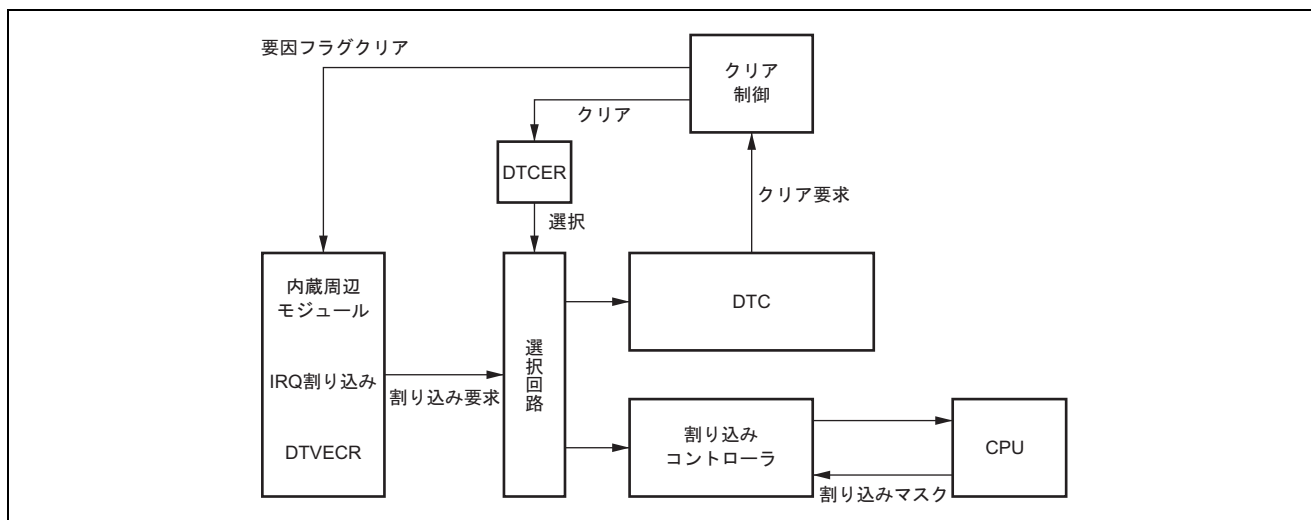 要因フラグクリア
クリア
制御
クリア
DTCER
クリア要求
選択
内蔵周辺
モジュール
DTC
選択回路
IRQ割り込み
割り込み要求
割り込み
コントローラ
CPU
DTVECR
割り込みマスク